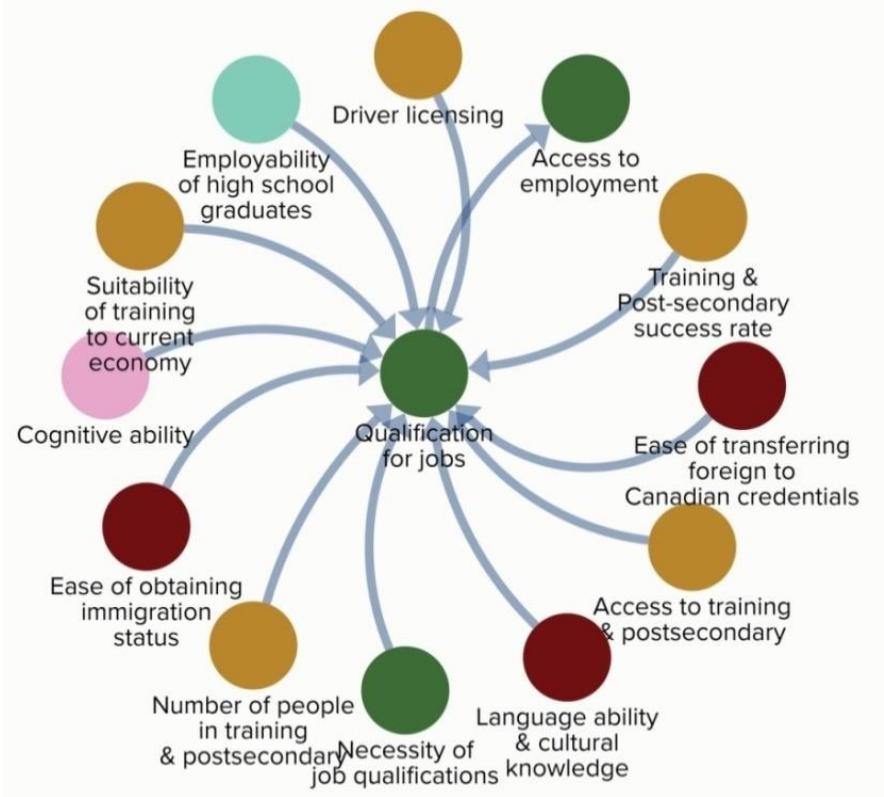 Driver licensing
Employability
of high school
graduates
Access to
employment
Suitability
of training
to current
economy
Training &
Post-secondary
success rate
Cognitive ability
Qualification
for jobs
Ease of transferring
foreign to
Canadian credentials
Ease of obtaining
immigration
status
Access to training
& postsecondary
Number of people
in training
& postsecondary
Necessity of
job qualifications
Language ability
& cultural
knowledge